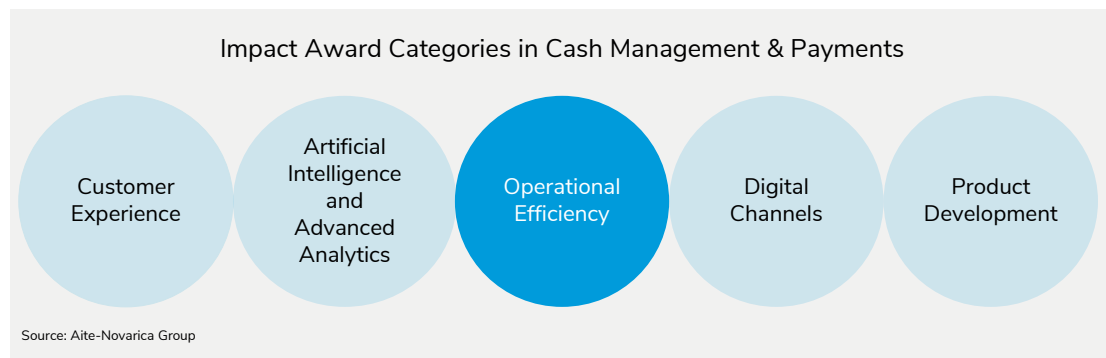 Impact Award Categories in Cash Management & Payments
Customer
Experience
Artificial
Intelligence
and
Advanced
Analytics
Operational
Efficiency
Digital
Channels
Product
Development
Source: Aite-Novarica Group